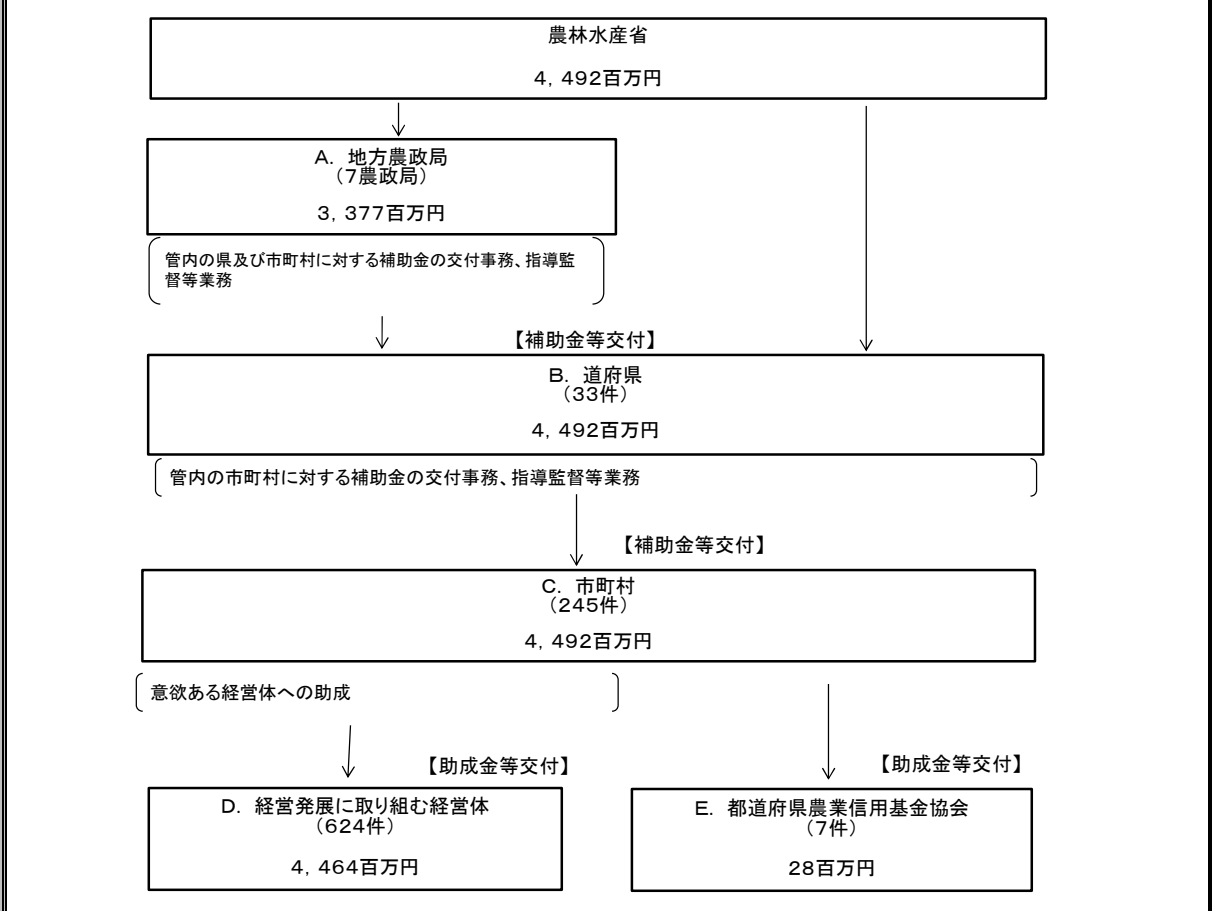 農林水産省
4，492百万円
A．地方農政局
（7農政局）
3，377百万円
管内の県及び市町村に対する補助金の交付事務、指導監
督等業務
【補助金等交付】
B．道府県
（33件）
4，492百万円
管内の市町村に対する補助金の交付事務、指導監督等業務
【補助金等交付】
C．市町村
（245件）
4，492百万円
意欲ある経営体への助成
【助成金等交付】
【助成金等交付】
D．経営発展に取り組む経営体
（624件）
4，464百万円
E．都道府県農業信用基金協会
（7件）
28百万円